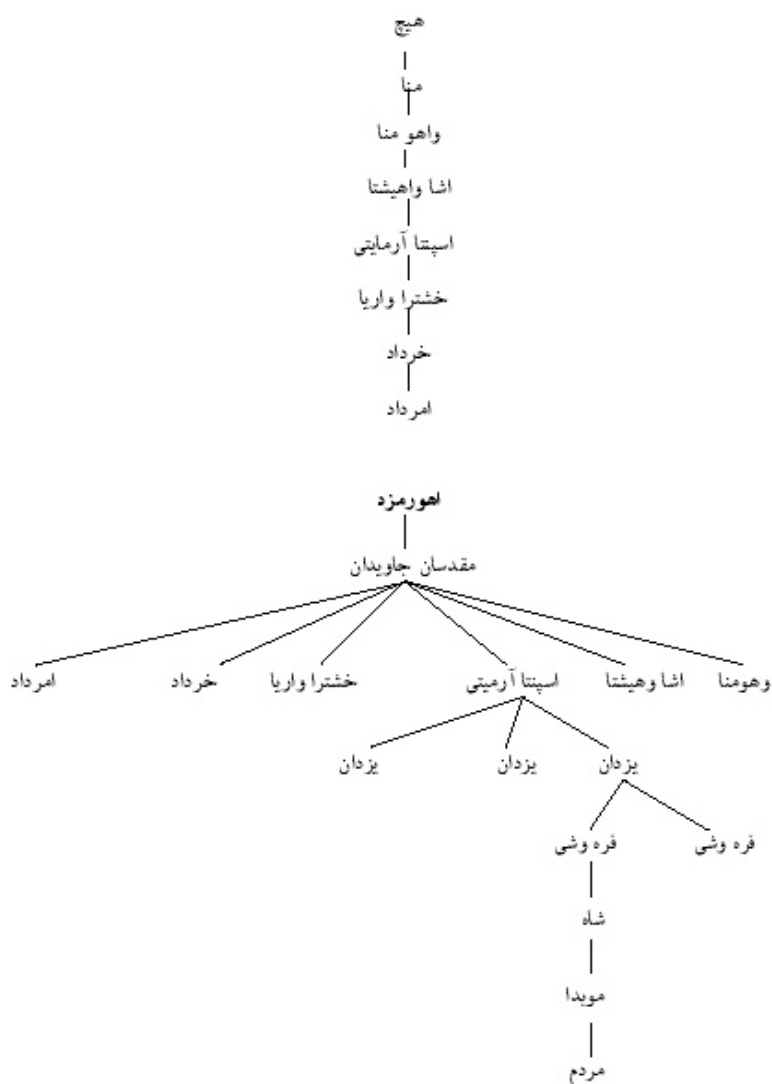 هیچ
منا
واهو منا
اشا واهیشتا
اسپنتا آرمایتی
خشترا واریا
خرداد
امرداد
اهورمزد
مقدسان جاویدان
وهومنا اشا وهیشتا اسپنتا آرمیتی خشترا واریا خرداد امرداد
یزدان یزدان یزدان
فره وشی فره وشی
شاه
موبدا
مردم